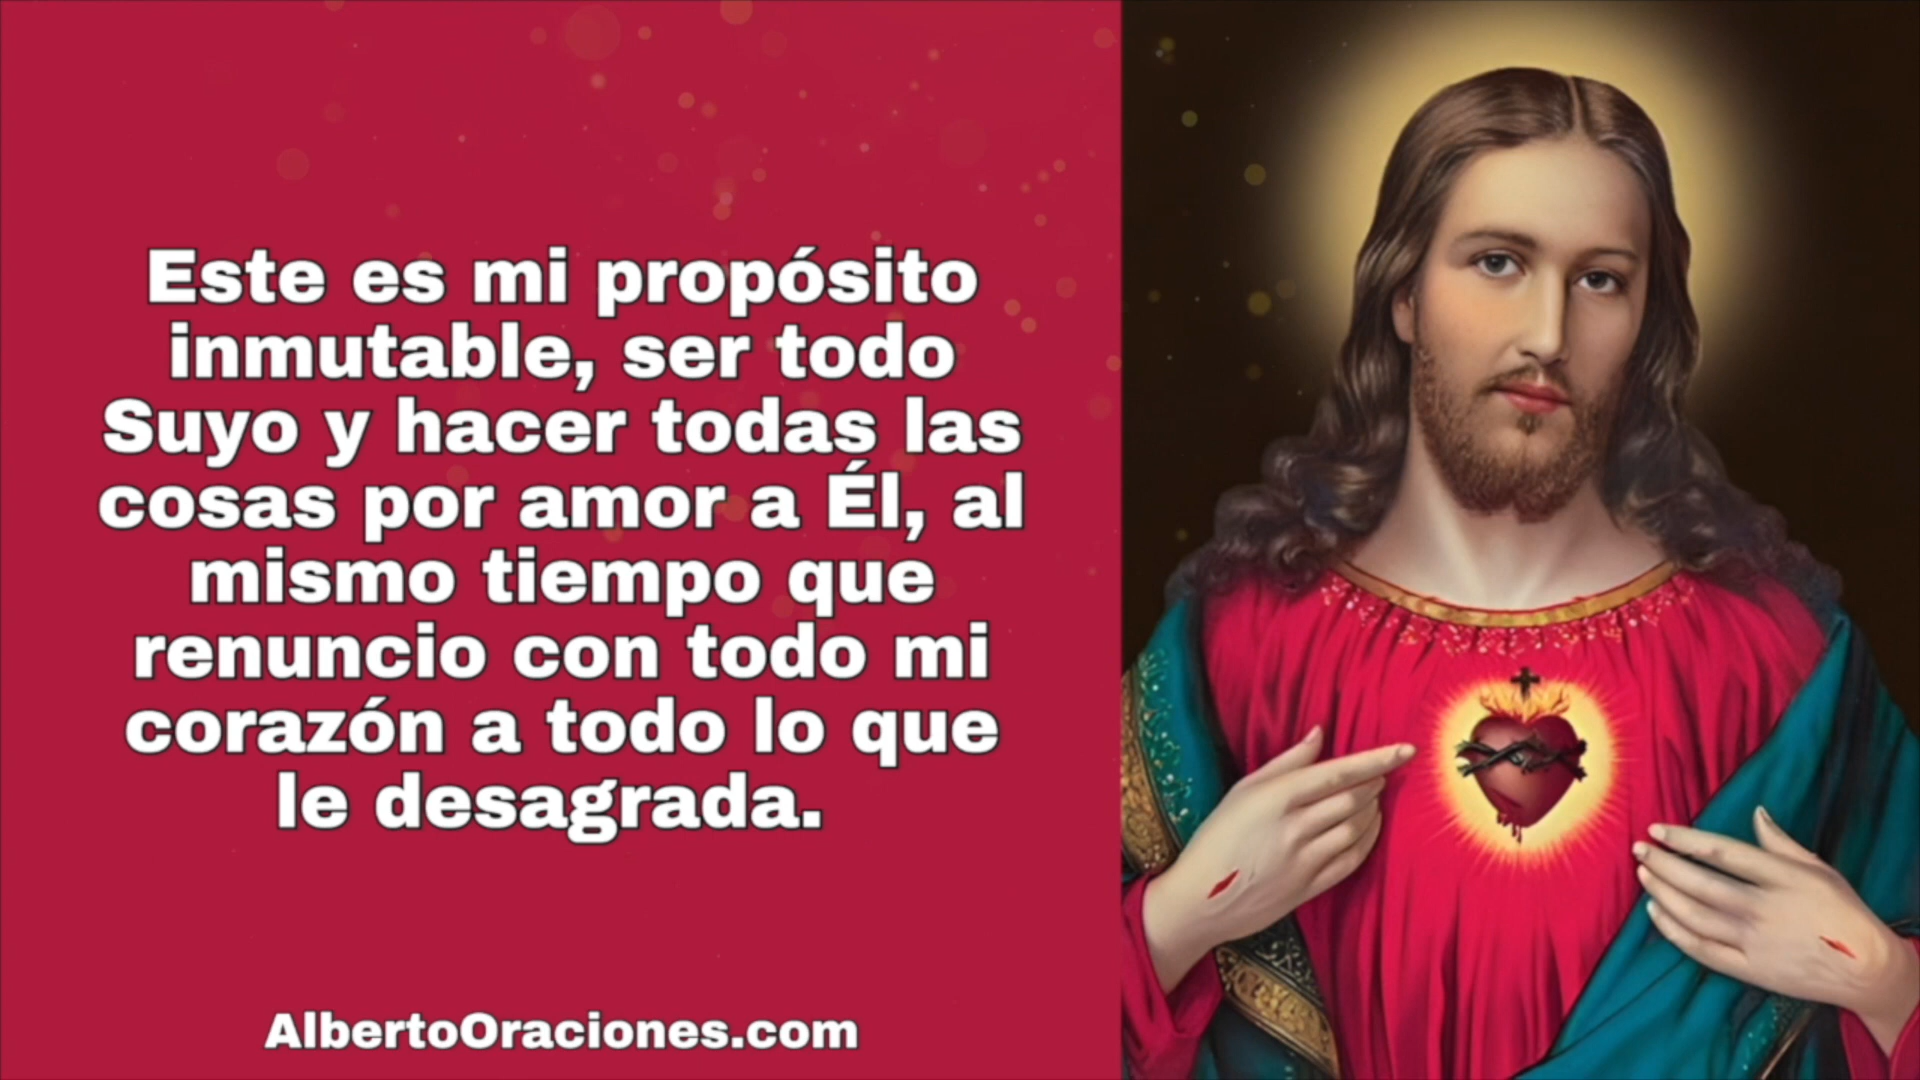 Este es mi propósito
inmutable, ser todo
Suyo y hacer todas las
cosas por amor a Él, al
mismo tiempo que
renuncio con todo mi
corazón a todo lo que
le desagrada.
AlbertoOraciones.com